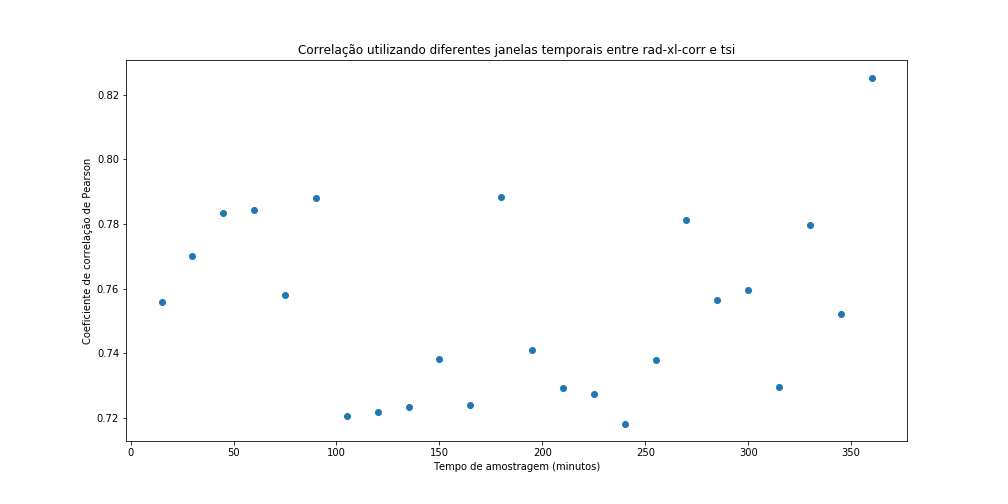 Correlação utilizando diferentes janelas temporais entre rad-xl-corr e tsi
Coeficiente de correlação de Pearson
0.82
0.80
0.78
0.76
0.74
0.72
0 50 100 150 200 250 300 350
Tempo de amostragem (minutos)